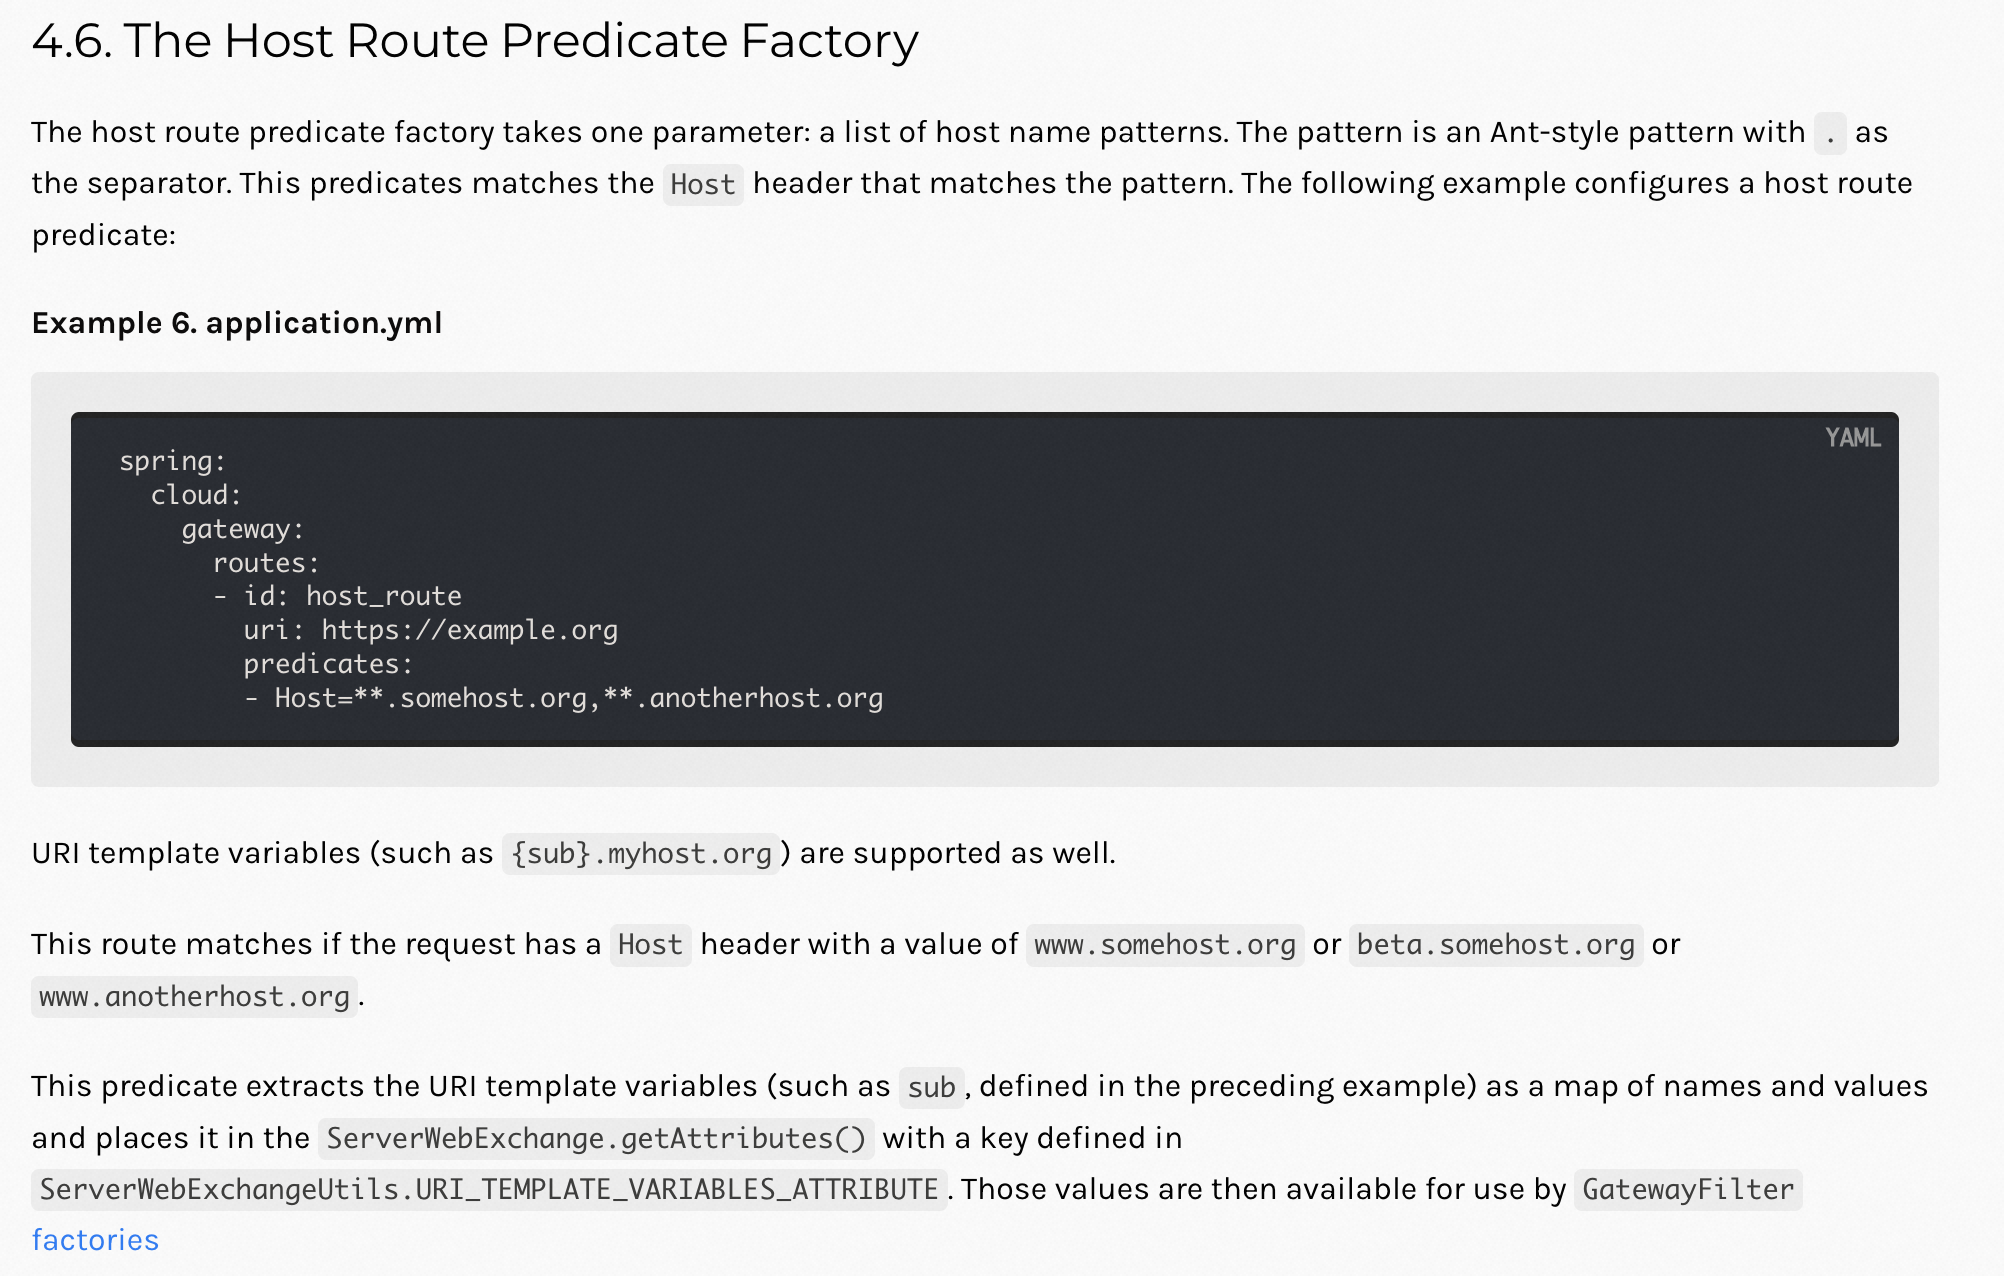 4.6. The Host Route Predicate Factory
The host route predicate factory takes one parameter: a list of host name patterns. The pattern is an Ant-style pattern with . as
the separator. This predicates matches the Host header that matches the pattern. The following example configures a host route
predicate:
Example 6. application.yml
YAML
spring:
  cloud:
    gateway:
      routes:
      - id: host_route
        uri: https://example.org
        predicates:
        - Host=**.somehost.org,**.anotherhost.org
URI template variables (such as {sub}.myhost.org) are supported as well.
This route matches if the request has a Host header with a value of www.somehost.org or beta.somehost.org or
www.anotherhost.org.
This predicate extracts the URI template variables (such as sub, defined in the preceding example) as a map of names and values
and places it in the ServerWebExchange.getAttributes() with a key defined in
ServerWebExchangeUtils.URI_TEMPLATE_VARIABLES_ATTRIBUTE. Those values are then available for use by GatewayFilter
factories